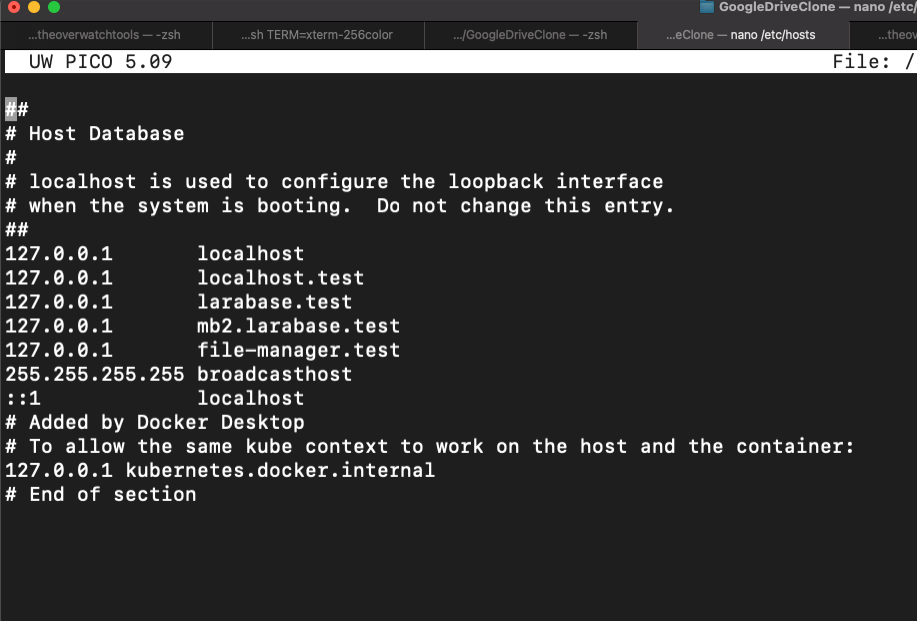 GoogleDriveClone — nano /etc/
...theoverwatchtools — -zsh ...sh TERM=xterm-256color .../GoogleDriveClone — -zsh ...eClone — nano /etc/hosts ...theov
UW PICO 5.09 File: /
##
# Host Database
#
# localhost is used to configure the loopback interface
# when the system is booting.  Do not change this entry.
##
127.0.0.1       localhost
127.0.0.1       localhost.test
127.0.0.1       larabase.test
127.0.0.1       mb2.larabase.test
127.0.0.1       file-manager.test
255.255.255.255 broadcasthost
::1             localhost
# Added by Docker Desktop
# To allow the same kube context to work on the host and the container:
127.0.0.1 kubernetes.docker.internal
# End of section